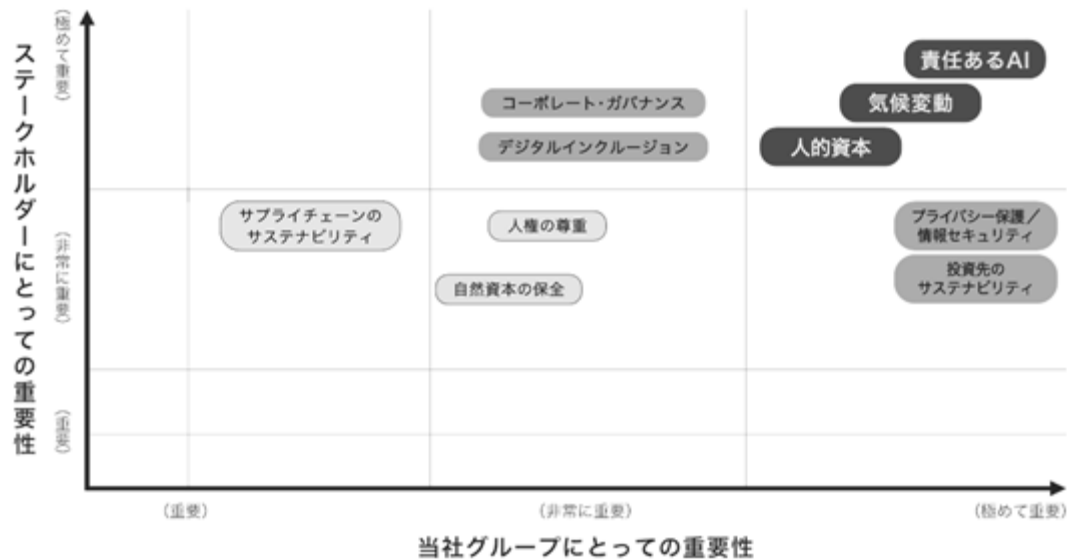 ステークホルダーにとっての重要性
（極めて重要）
（非常に重要）
（重要）
責任あるAI
コーポレート・ガバナンス
気候変動
デジタルインクルージョン
人的資本
サプライチェーンの
サステナビリティ
人権の尊重
プライバシー保護／
情報セキュリティ
自然資本の保全
投資先の
サステナビリティ
（重要）
（非常に重要）
（極めて重要）
当社グループにとっての重要性